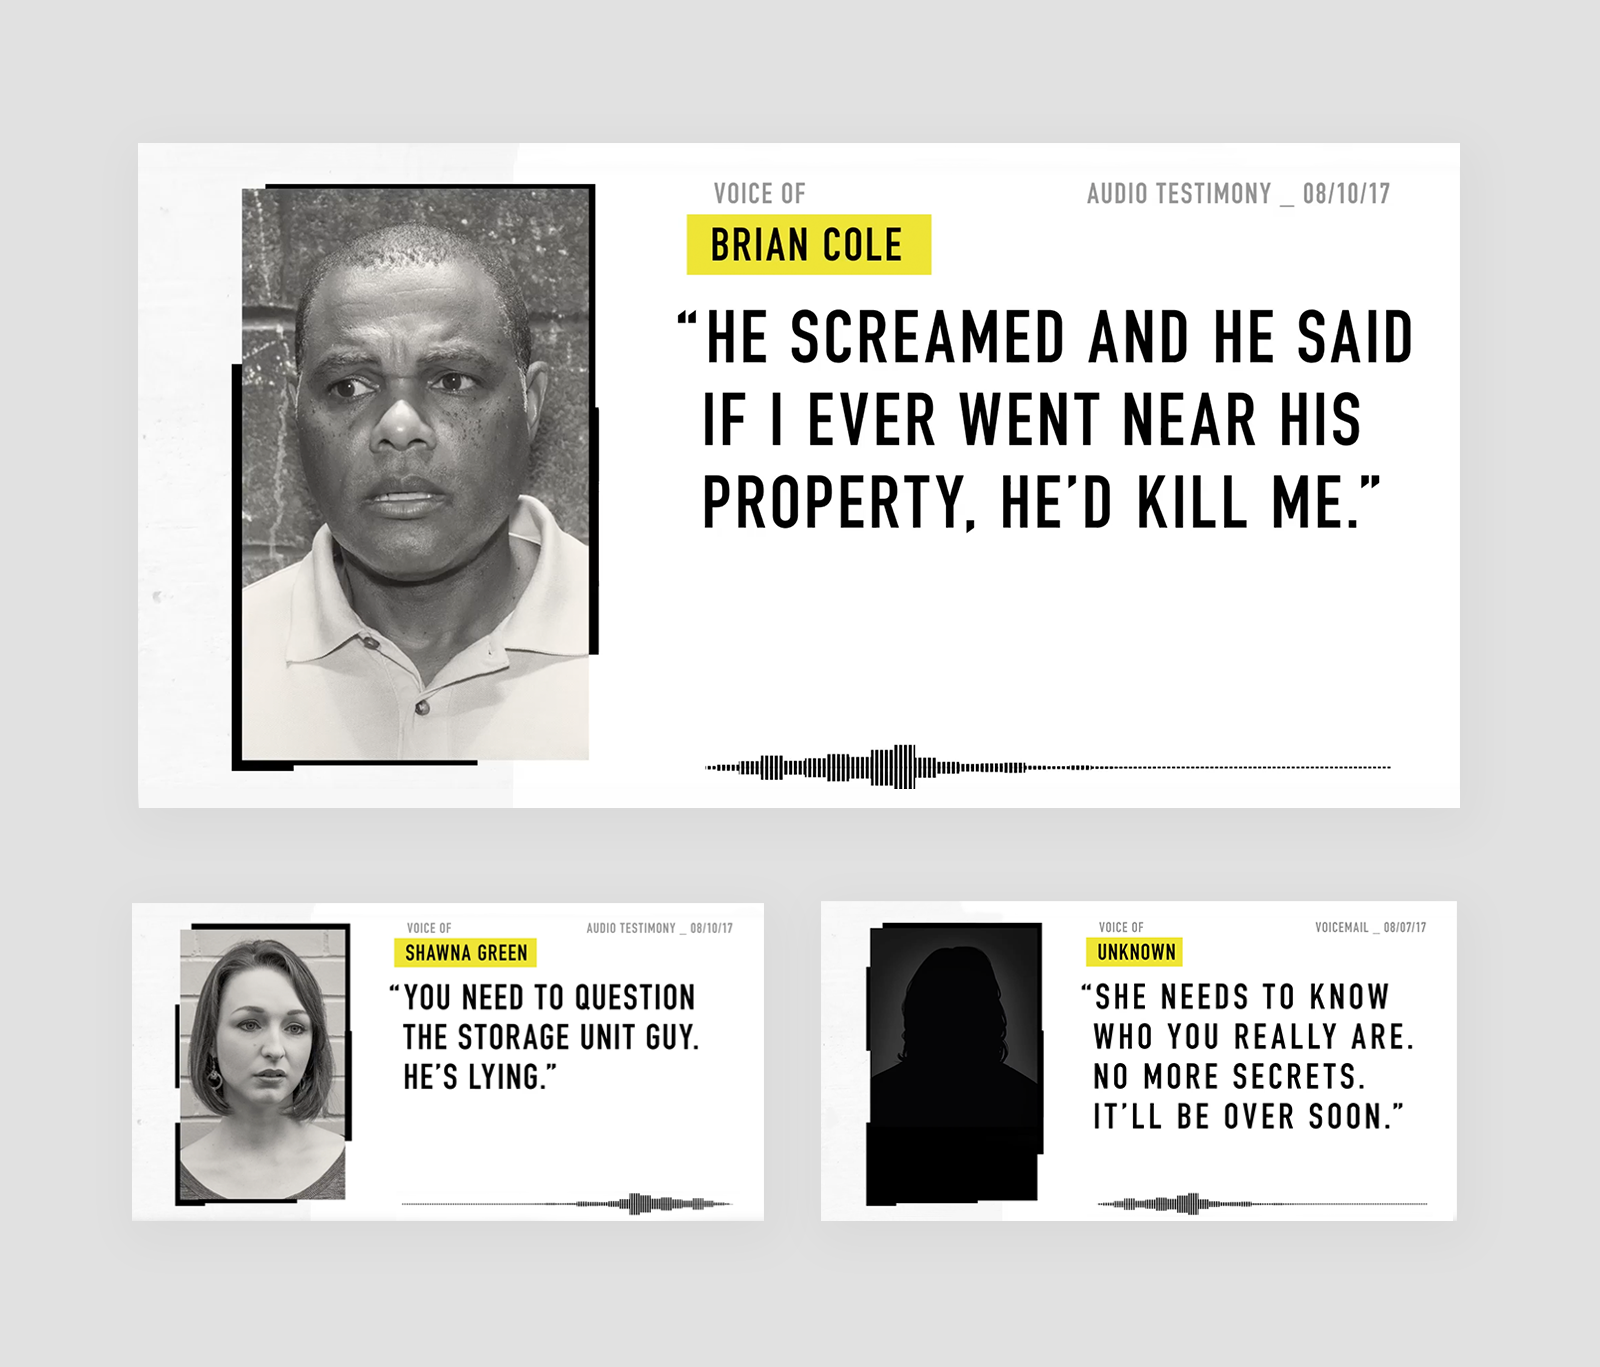 VOICE OF
AUDIO TESTIMONY _ 08/10/17
BRIAN COLE
“HE SCREAMED AND HE SAID
IF I EVER WENT NEAR HIS
PROPERTY, HE’D KILL ME.”
VOICE OF
AUDIO TESTIMONY _ 08/10/17
SHAWNA GREEN
“YOU NEED TO QUESTION
THE STORAGE UNIT GUY.
HE’S LYING.”
VOICE OF
VOICEMAIL _ 08/07/17
UNKNOWN
“SHE NEEDS TO KNOW
WHO YOU REALLY ARE.
NO MORE SECRETS.
IT’LL BE OVER SOON.”